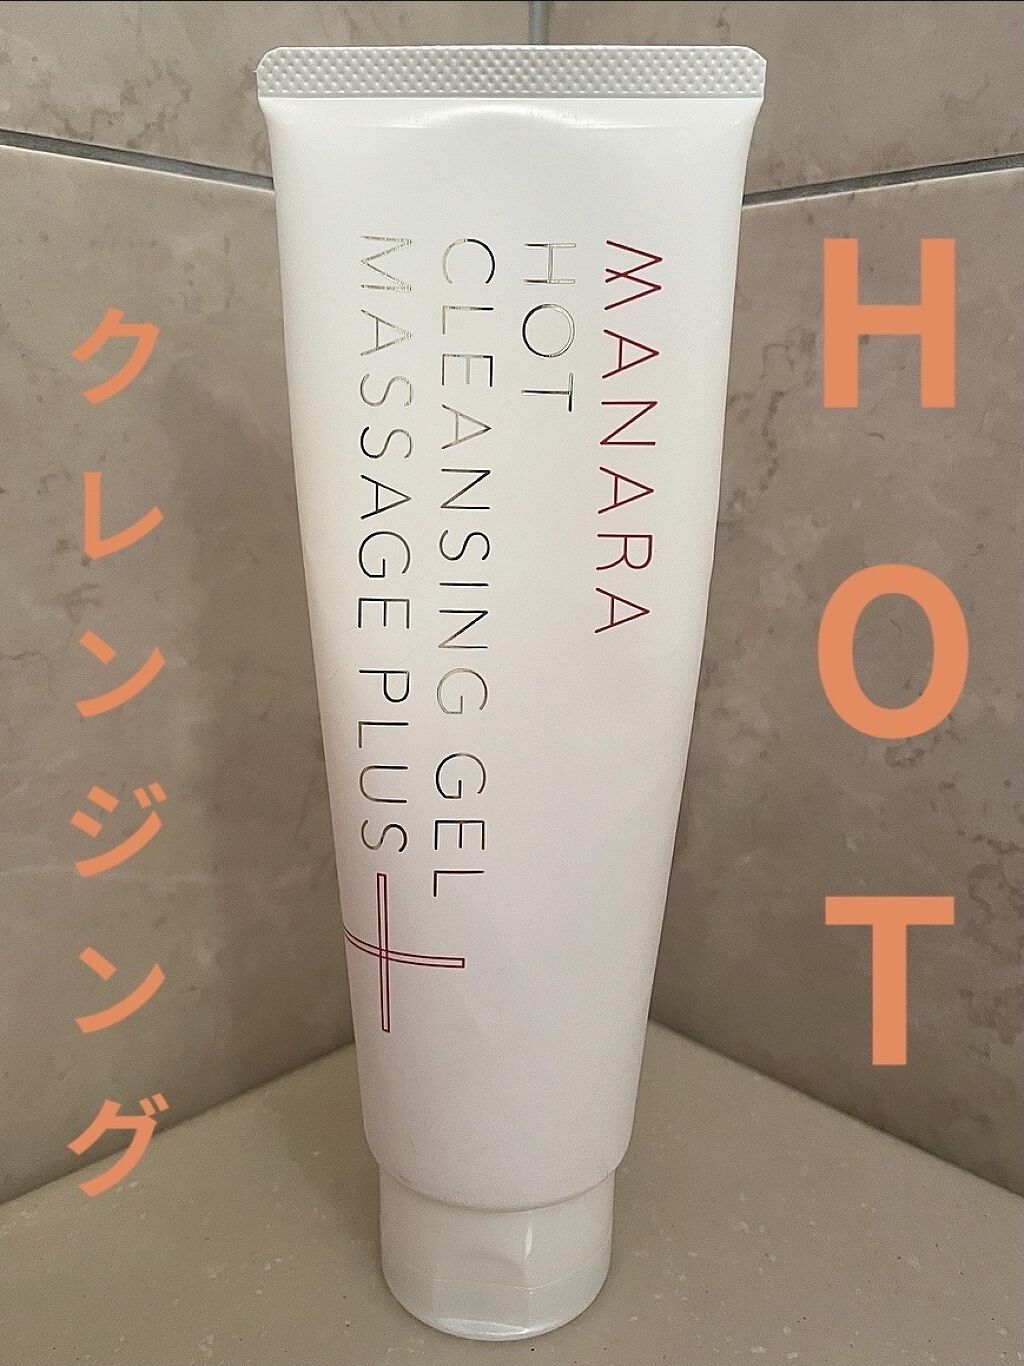 HOT
クレンジング
MANARA
HOT
CLEANSING GEL
MASSAGE PLUS